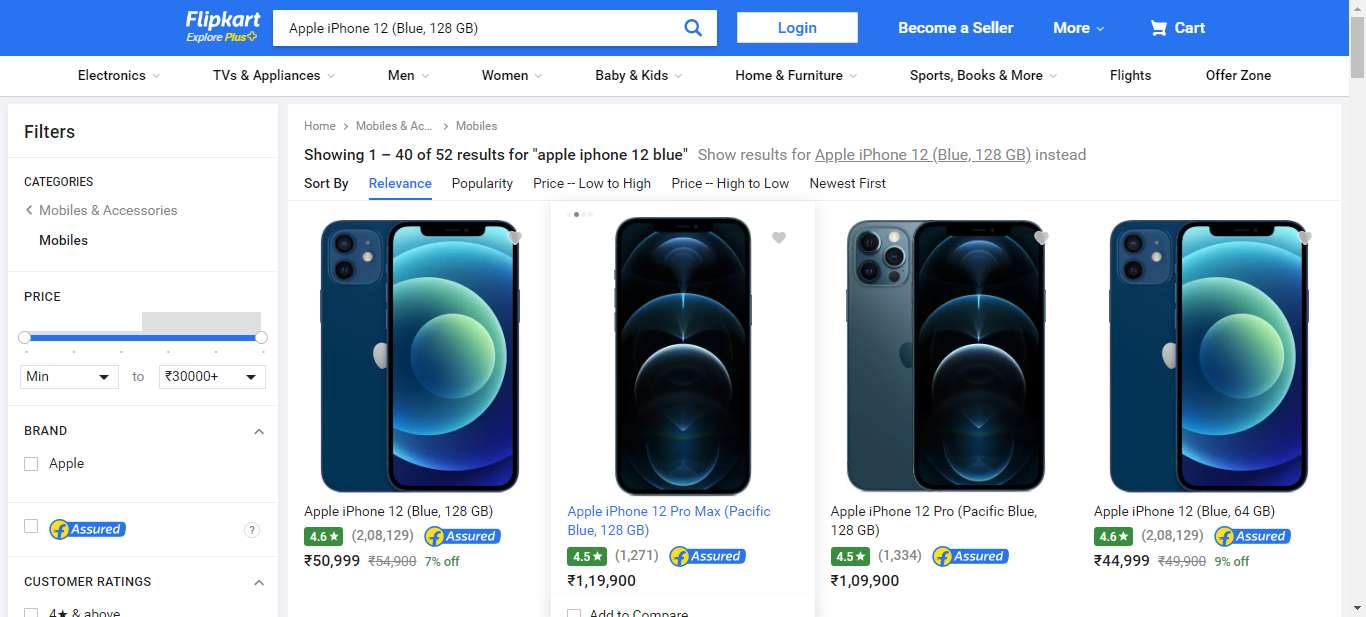 Flipkart
Explore Plus
Apple iPhone 12 (Blue, 128 GB)
Login
Become a Seller
More
Cart
Electronics
TVs & Appliances
Men
Women
Baby & Kids
Home & Furniture
Sports, Books & More
Flights
Offer Zone
Filters
CATEGORIES
Mobiles & Accessories
Mobiles
PRICE
Min
to
₹30000+
BRAND
Apple
Assured
?
CUSTOMER RATINGS
4★ & above
Home > Mobiles & Ac... > Mobiles
Showing 1 – 40 of 52 results for "apple iphone 12 blue" Show results for Apple iPhone 12 (Blue, 128 GB) instead
Sort By Relevance Popularity Price -- Low to High Price -- High to Low Newest First
Apple iPhone 12 (Blue, 128 GB)
4.6★ (2,08,129) Assured
₹50,999 ₹54,900 7% off
Apple iPhone 12 Pro Max (Pacific
Blue, 128 GB)
4.5★ (1,271) Assured
₹1,19,900
Add to Compare
Apple iPhone 12 Pro (Pacific Blue,
128 GB)
4.5★ (1,334) Assured
₹1,09,900
Apple iPhone 12 (Blue, 64 GB)
4.6★ (2,08,129) Assured
₹44,999 ₹49,900 9% off